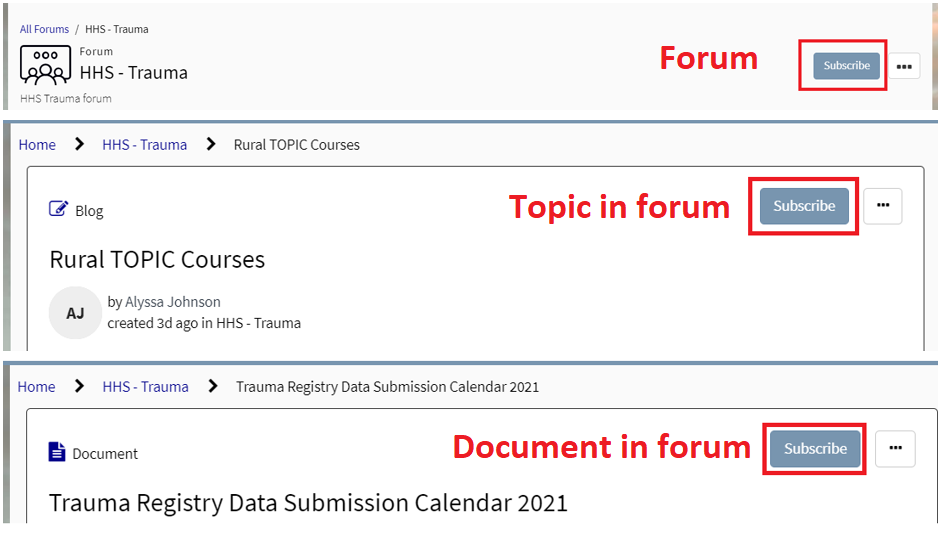 All Forums / HHS - Trauma
Forum
HHS - Trauma
HHS Trauma forum
Forum
Subscribe
Home > HHS - Trauma > Rural TOPIC Courses
Blog
Topic in forum
Subscribe
Rural TOPIC Courses
AJ
by Alyssa Johnson
created 3d ago in HHS - Trauma
Home > HHS - Trauma > Trauma Registry Data Submission Calendar 2021
Document
Document in forum
Subscribe
Trauma Registry Data Submission Calendar 2021